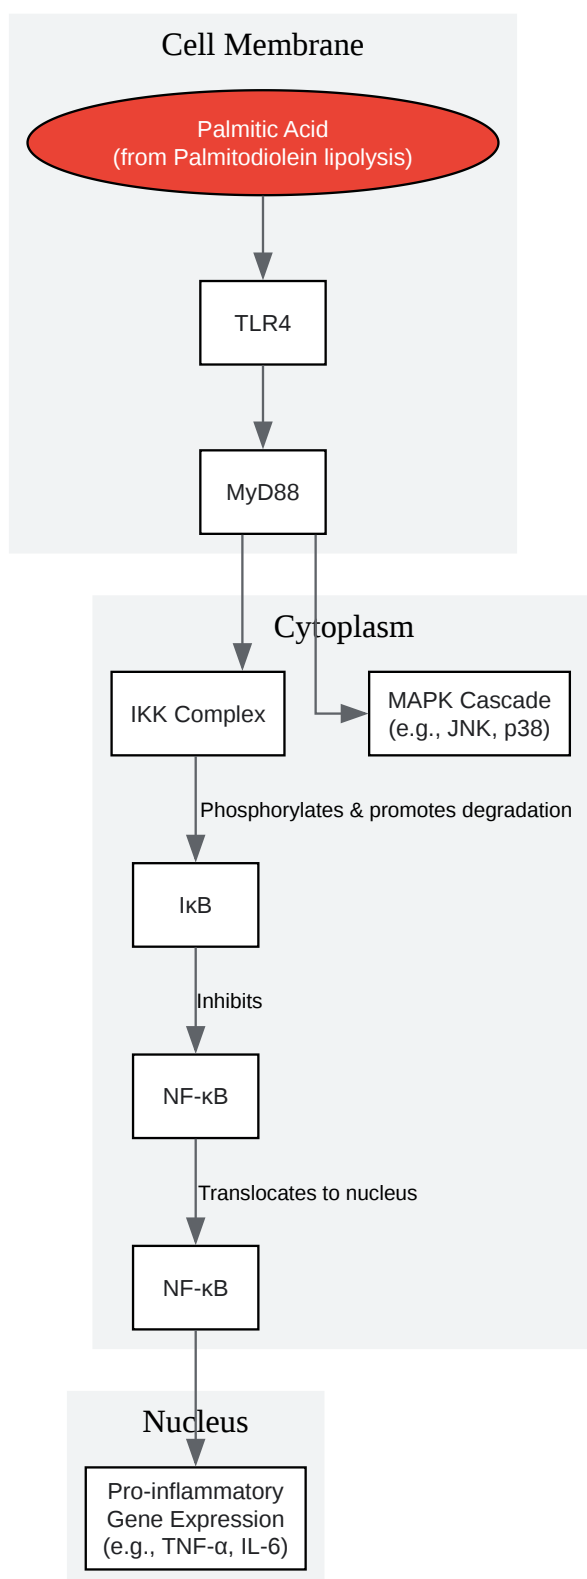 Cell Membrane
Palmitic Acid
(from Palmitodiolein lipolysis)
TLR4
MyD88
Cytoplasm
IKK Complex
MAPK Cascade
(e.g., JNK, p38)
Phosphorylates & promotes degradation
IκB
Inhibits
NF-κB
Translocates to nucleus
NF-κB
Nucleus
Pro-inflammatory
Gene Expression
(e.g., TNF-α, IL-6)